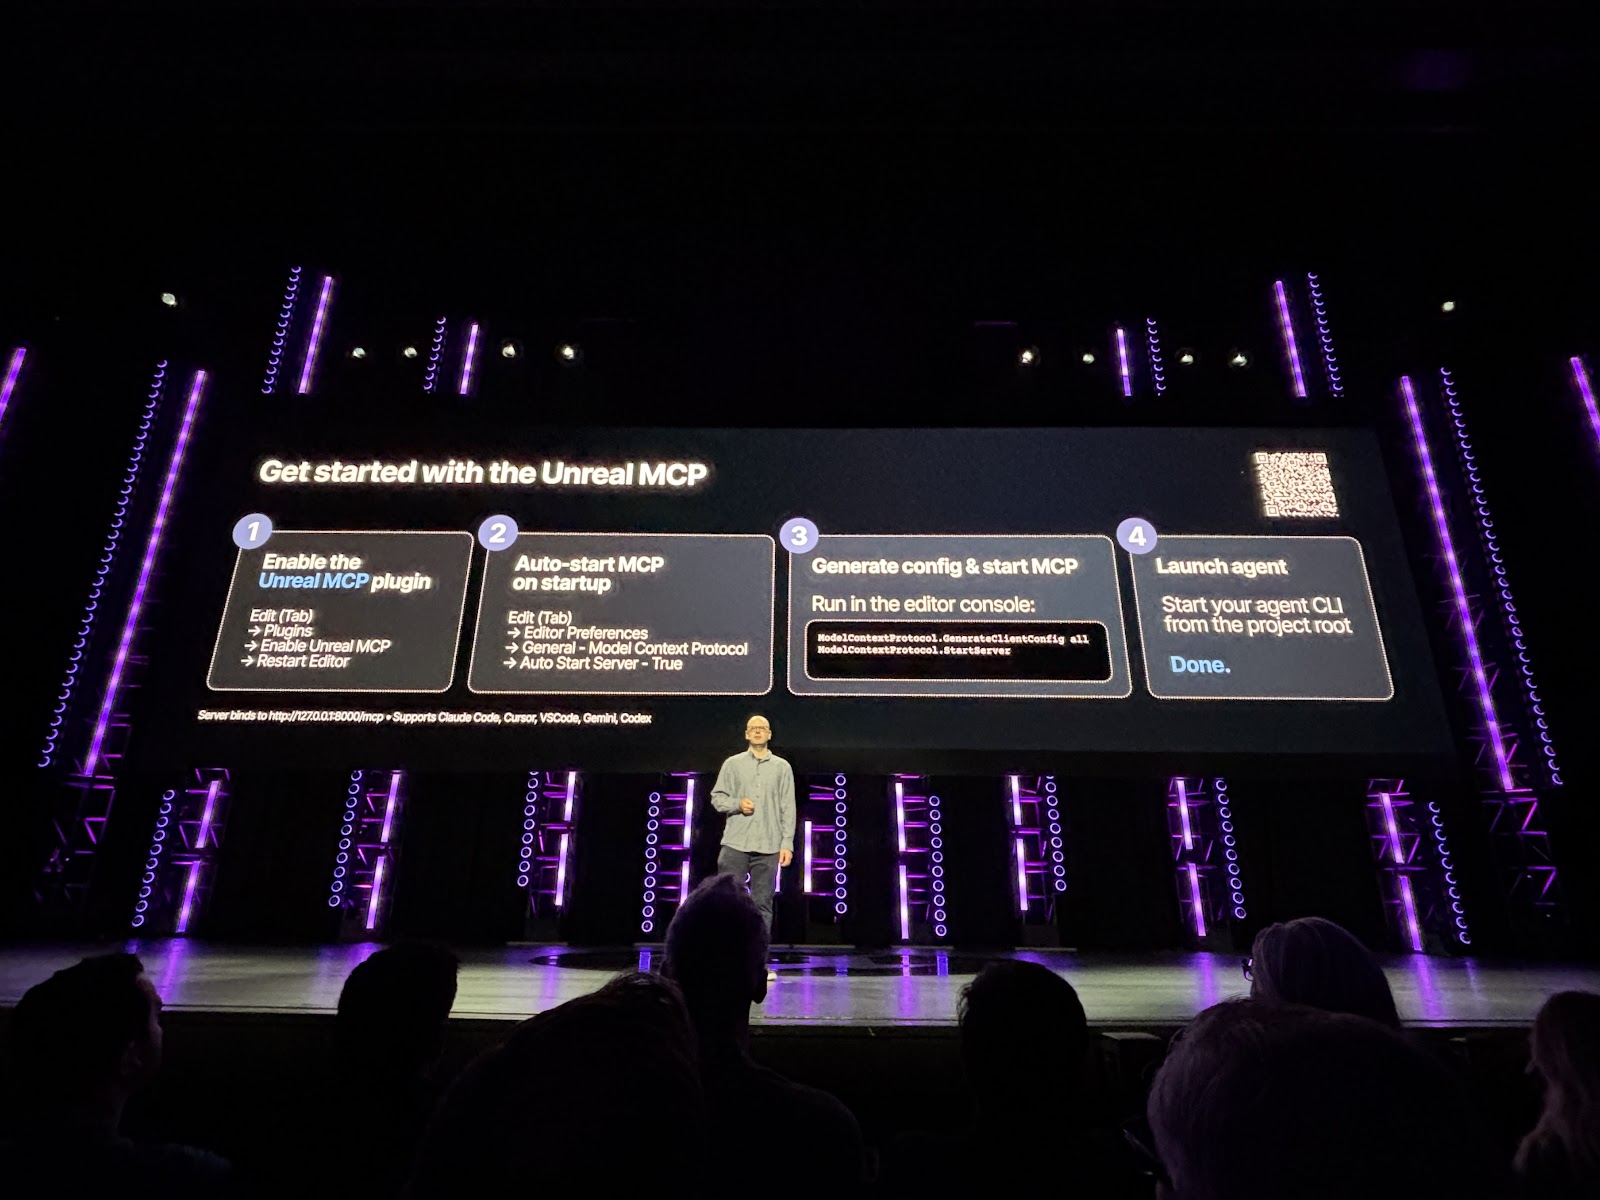 Get started with the Unreal MCP
1
Enable the
Unreal MCP plugin
Edit (Tab)
→ Plugins
→ Enable Unreal MCP
→ Restart Editor
2
Auto-start MCP
on startup
Edit (Tab)
→ Editor Preferences
→ General - Model Context Protocol
→ Auto Start Server - True
3
Generate config & start MCP
Run in the editor console:
ModelContextProtocol.GenerateClientConfig all
ModelContextProtocol.StartServer
4
Launch agent
Start your agent CLI
from the project root
Done.
Server binds to http://127.0.0.1:8000/mcp • Supports Claude Code, Cursor, VSCode, Gemini, Codex